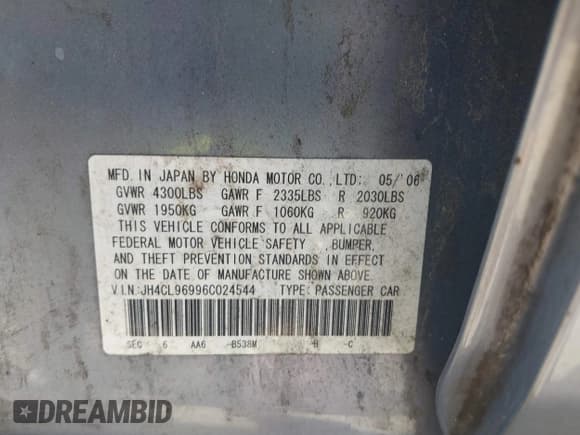 MFD. IN JAPAN BY HONDA MOTOR CO.,LTD: 05/'06
GVWR 4300LBS GAWR F 2335LBS R 2030LBS
GVWR 1950KG GAWR F 1060KG R 920KG
THIS VEHICLE CONFORMS TO ALL APPLICABLE
FEDERAL MOTOR VEHICLE SAFETY ,BUMPER,
AND THEFT PREVENTION STANDARDS IN EFFECT
ON THE DATE OF MANUFACTURE SHOWN ABOVE.
V.I.N:JH4CL96996C024544 TYPE: PASSENGER CAR
SEC 6 AA6 -B538M -H -C
DREAMBID